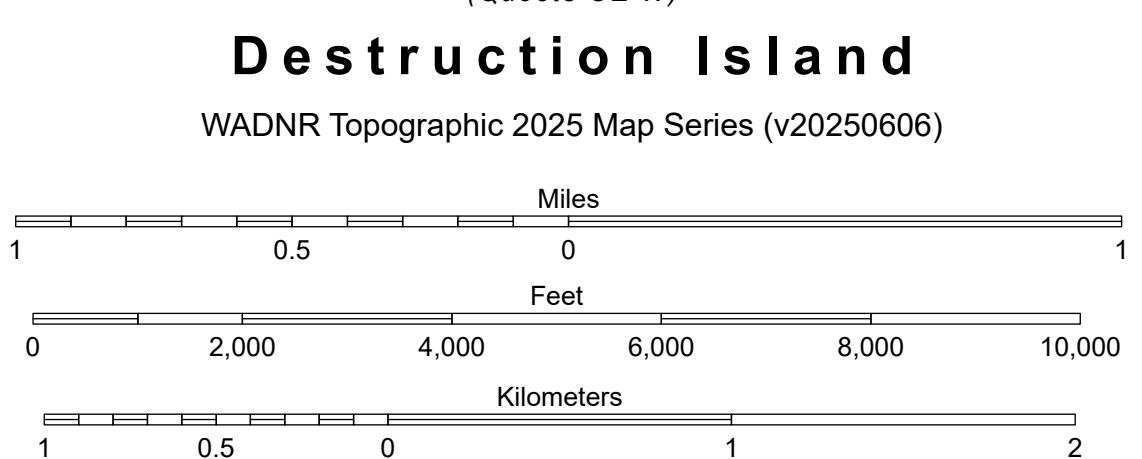 Destruction Island
WADNR Topographic 2025 Map Series (v20250606)
Miles
1 0.5 0 1
Feet
0 2,000 4,000 6,000 8,000 10,000
Kilometers
1 0.5 0 1 2